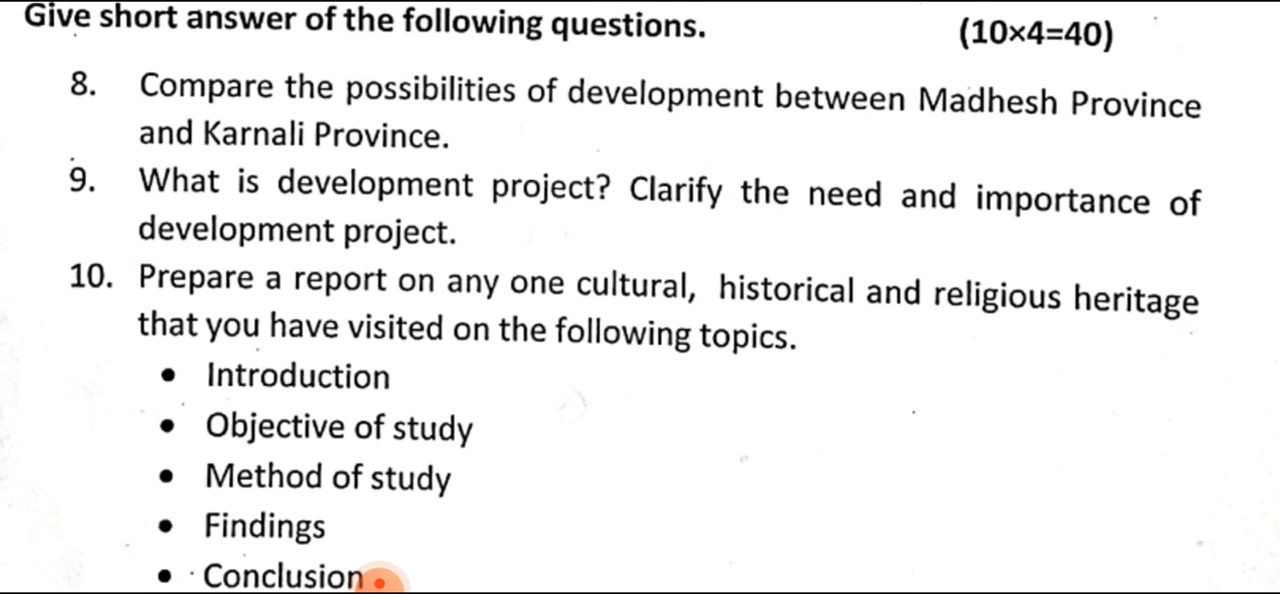 Give short answer of the following questions. (10×4=40)
8. Compare the possibilities of development between Madhesh Province
and Karnali Province.
9. What is development project? Clarify the need and importance of
development project.
10. Prepare a report on any one cultural, historical and religious heritage
that you have visited on the following topics.
• Introduction
• Objective of study
• Method of study
• Findings
• Conclusion